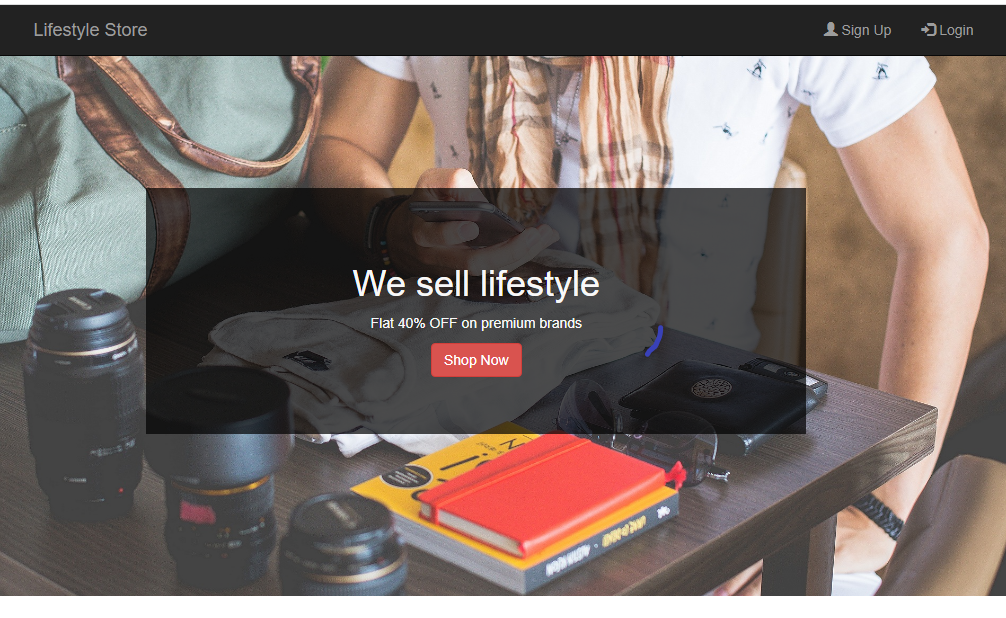 Lifestyle Store
Sign Up
Login
We sell lifestyle
Flat 40% OFF on premium brands
Shop Now